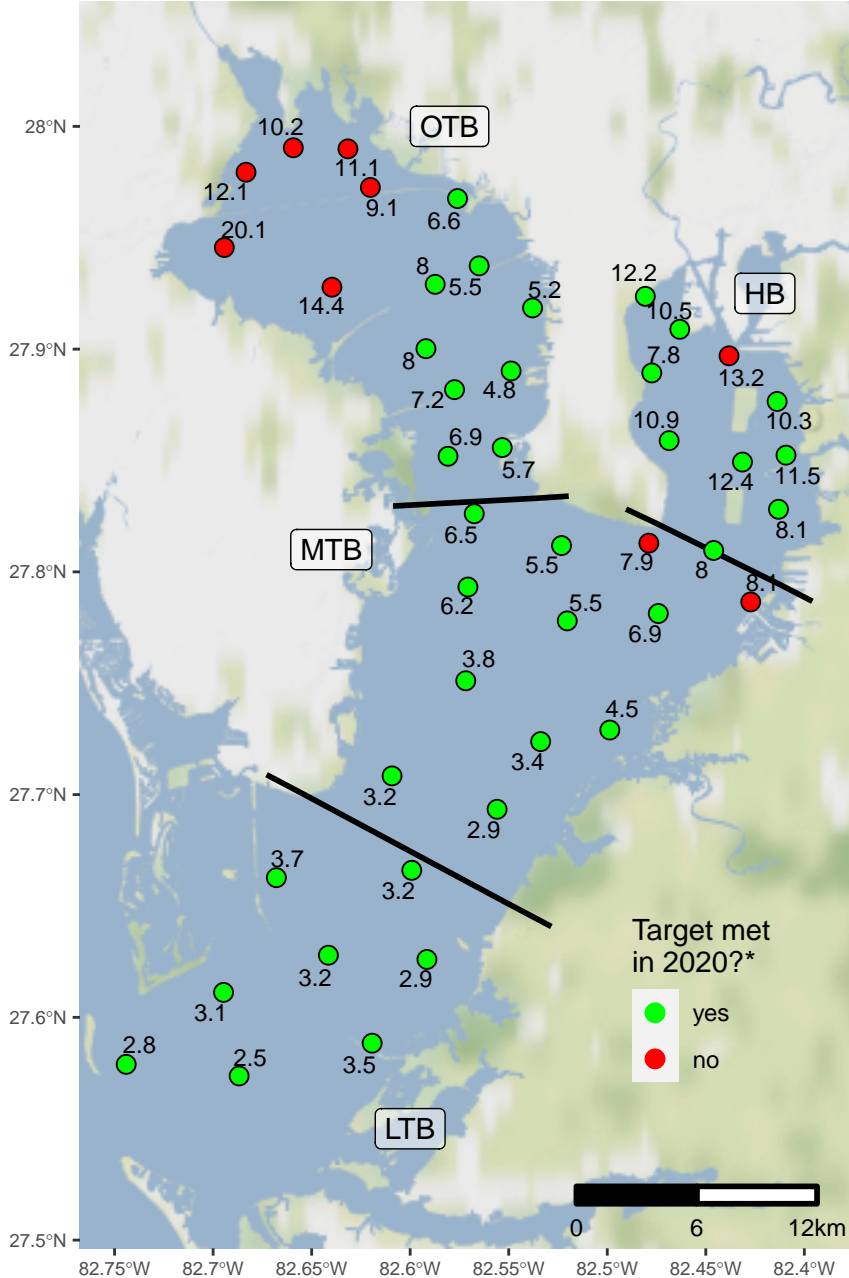 28°N
10.2
OTB
11.1
12.1
9.1
6.6
20.1
8
5.5
12.2
HB
5.2
14.4
10.5
27.9°N
8
7.8
13.2
4.8
7.2
10.3
10.9
6.9
5.7
12.4
11.5
6.5
8.1
MTB
5.5
7.9
8
27.8°N
8.1
6.2
5.5
6.9
3.8
4.5
3.4
27.7°N
3.2
2.9
3.7
3.2
Target met
in 2020?*
3.2
2.9
3.1
yes
27.6°N
2.8
2.5
3.5
no
LTB
0 6 12km
27.5°N
82.75°W 82.7°W 82.65°W 82.6°W 82.55°W 82.5°W 82.45°W 82.4°W